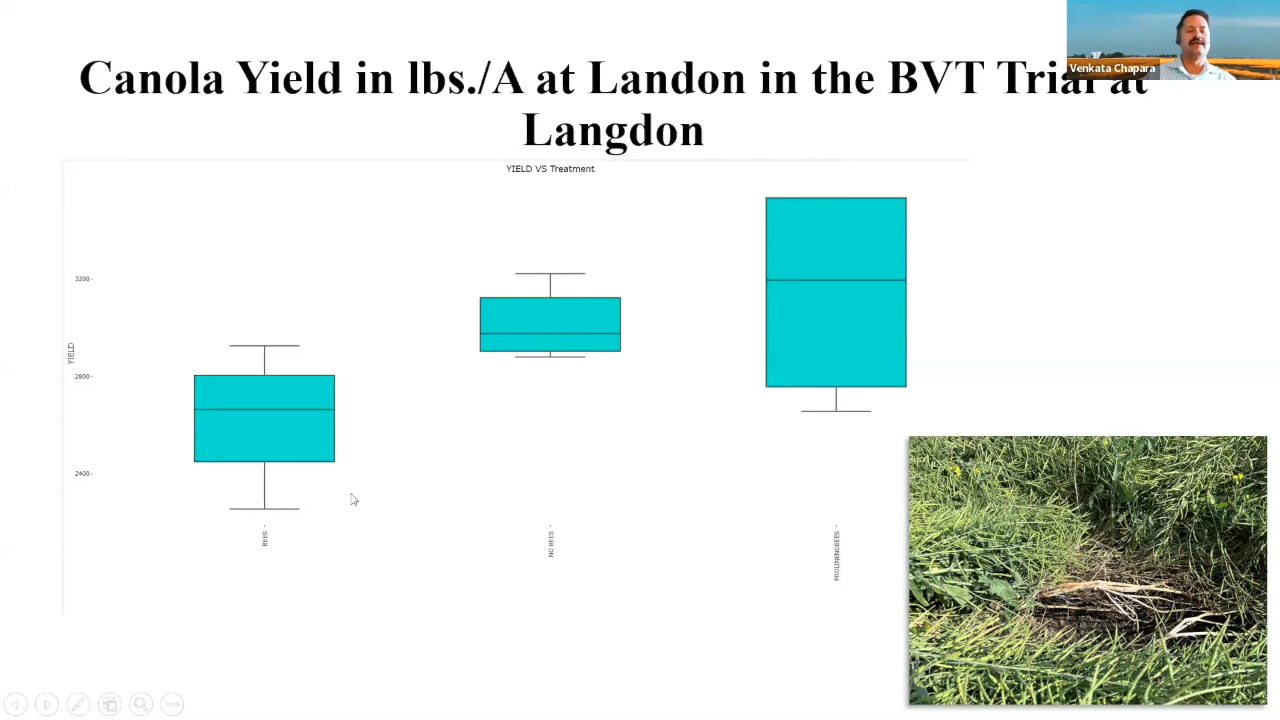 Canola Yield in lbs./A at Landon in the BVT Trial at
Langdon
Venkata Chapara
YIELD VS Treatment
3200
YIELD
2800
2400
BEES
NO BEES
PROLINENOBEES